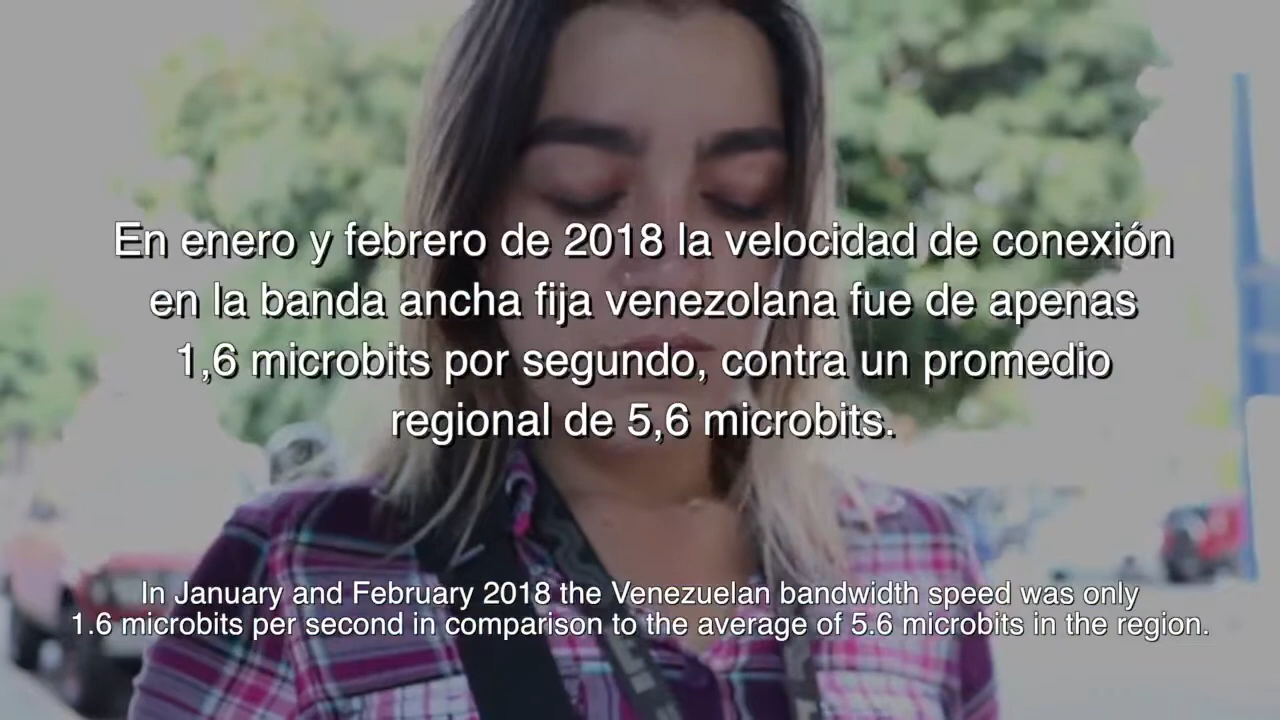 En enero y febrero de 2018 la velocidad de conexión
en la banda ancha fija venezolana fue de apenas
1,6 microbits por segundo, contra un promedio
regional de 5,6 microbits.
In January and February 2018 the Venezuelan bandwidth speed was only
1.6 microbits per second in comparison to the average of 5.6 microbits in the region.